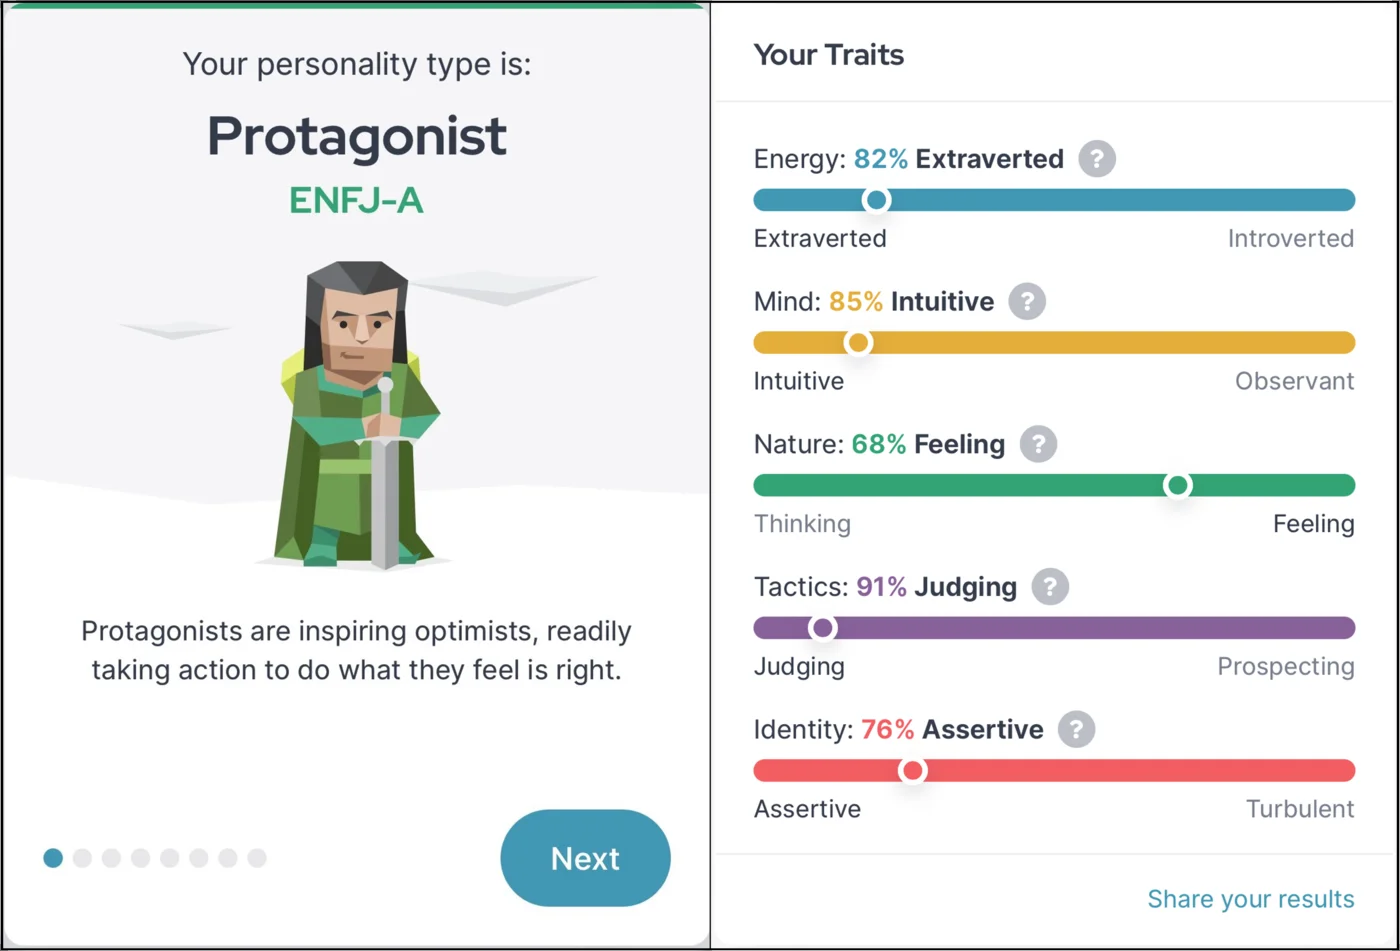 Your personality type is:
Protagonist
ENFJ-A
Protagonists are inspiring optimists, readily
taking action to do what they feel is right.
Next
Your Traits
Energy: 82% Extraverted ?
Extraverted Introverted
Mind: 85% Intuitive ?
Intuitive Observant
Nature: 68% Feeling ?
Thinking Feeling
Tactics: 91% Judging ?
Judging Prospecting
Identity: 76% Assertive ?
Assertive Turbulent
Share your results